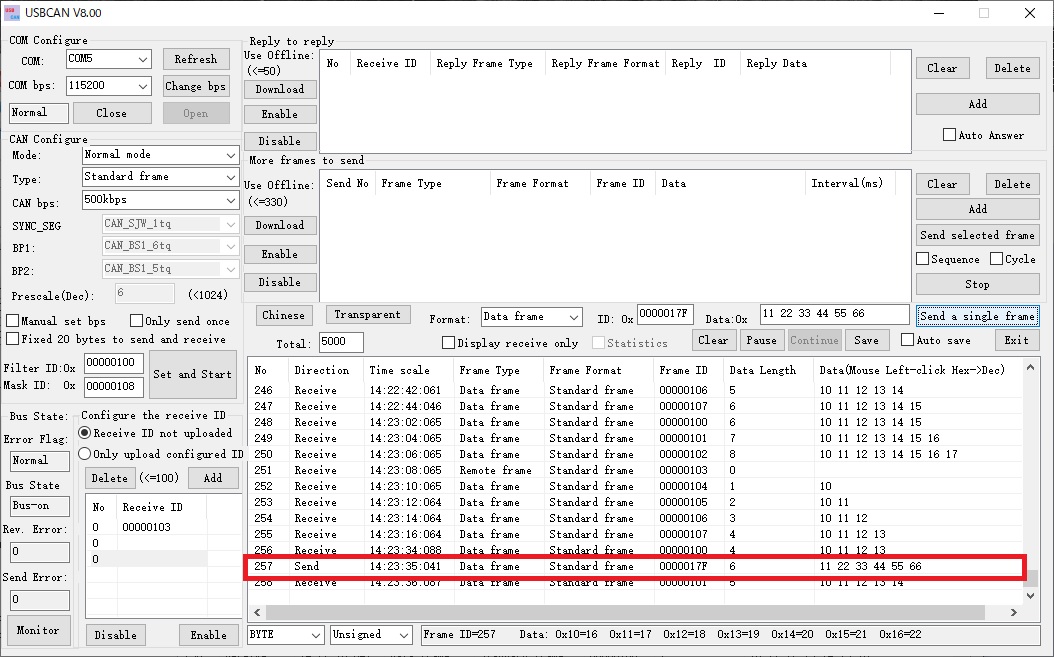 USBCAN V8.00
COM Configure
COM: COM5 Refresh
COM bps: 115200 Change bps
Normal Close Open
CAN Configure
Mode: Normal mode
Type: Standard frame
CAN bps: 500kbps
SYNC_SEG CAN_SJW_1tq
BP1: CAN_BS1_6tq
BP2: CAN_BS1_5tq
Prescale(Dec): 6 (<1024)
Manual set bps Only send once
Fixed 20 bytes to send and receive
Filter ID:0x 00000100
Mask ID: 0x 00000108
Set and Start
Reply to reply
Use Offline:
(<=50)
Download
Enable
Disable
No Receive ID Reply Frame Type Reply Frame Format Reply ID Reply Data
Clear Delete
Add
Auto Answer
More frames to send
Use Offline:
(<=330)
Download
Enable
Disable
Send No Frame Type Frame Format Frame ID Data Interval(ms)
Clear Delete
Add
Send selected frame
Sequence Cycle
Stop
Chinese Transparent Format: Data frame ID: 0x 0000017F Data:0x 11 22 33 44 55 66 Send a single frame
Total: 5000 Display receive only Statistics Clear Pause Continue Save Auto save Exit
Bus State:
Error Flag:
Normal
Bus State
Bus-on
Rev. Error:
0
Send Error:
0
Monitor
Configure the receive ID
Receive ID not uploaded
Only upload configured ID
Delete (<=100) Add
No Receive ID
0 00000103
0
0
Disable Enable
No Direction Time scale Frame Type Frame Format Frame ID Data Length Data(Mouse Left-click Hex->Dec)
246 Receive 14:22:42:061 Data frame Standard frame 00000106 5 10 11 12 13 14
247 Receive 14:22:44:046 Data frame Standard frame 00000107 6 10 11 12 13 14 15
248 Receive 14:23:02:065 Data frame Standard frame 00000100 6 10 11 12 13 14 15
249 Receive 14:23:04:065 Data frame Standard frame 00000101 7 10 11 12 13 14 15 16
250 Receive 14:23:06:065 Data frame Standard frame 00000102 8 10 11 12 13 14 15 16 17
251 Receive 14:23:08:065 Remote frame Standard frame 00000103 0
252 Receive 14:23:10:065 Data frame Standard frame 00000104 1 10
253 Receive 14:23:12:064 Data frame Standard frame 00000105 2 10 11
254 Receive 14:23:14:064 Data frame Standard frame 00000106 3 10 11 12
255 Receive 14:23:16:064 Data frame Standard frame 00000107 4 10 11 12 13
256 Receive 14:23:34:088 Data frame Standard frame 00000100 4 10 11 12 13
257 Send 14:23:35:041 Data frame Standard frame 0000017F 6 11 22 33 44 55 66
258 Receive 14:23:36:087 Data frame Standard frame 00000101 5 10 11 12 13 14
BYTE Unsigned Frame ID=257 Data: 0x10=16 0x11=17 0x12=18 0x13=19 0x14=20 0x15=21 0x16=22